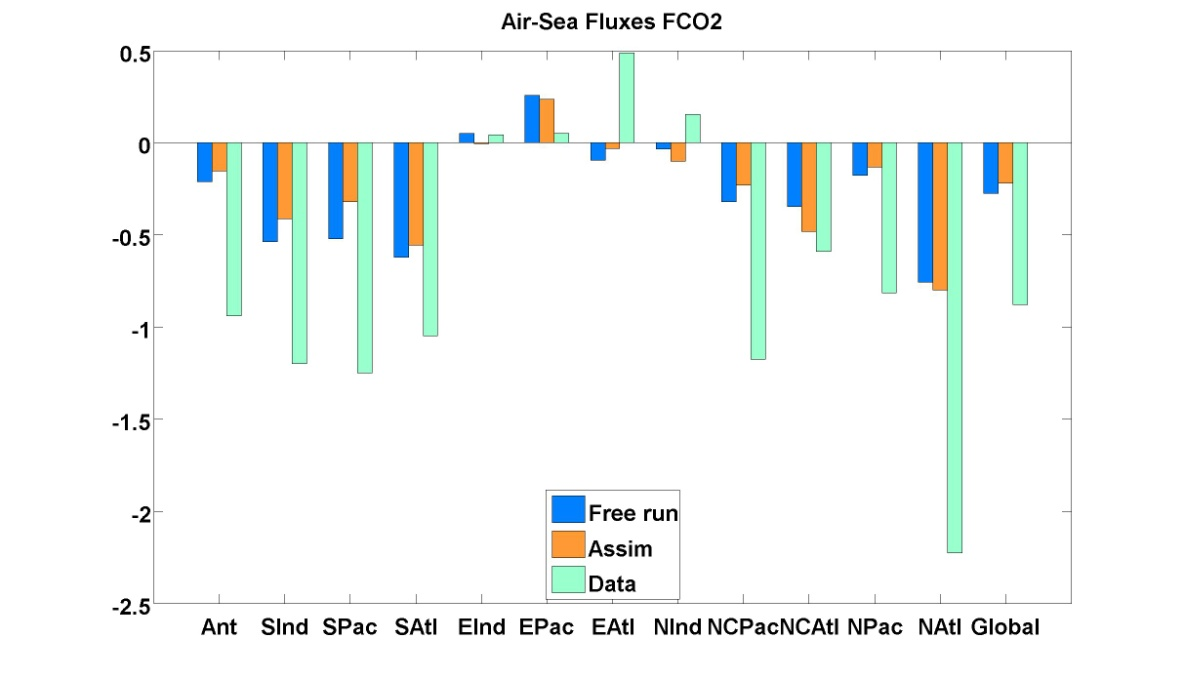 Air-Sea Fluxes FCO2
0.5
0
-0.5
-1
-1.5
-2
-2.5
Free run
Assim
Data
Ant SInd SPac SAtl EInd EPac EAtl NInd NCPac NCAtl NPac NAtl Global